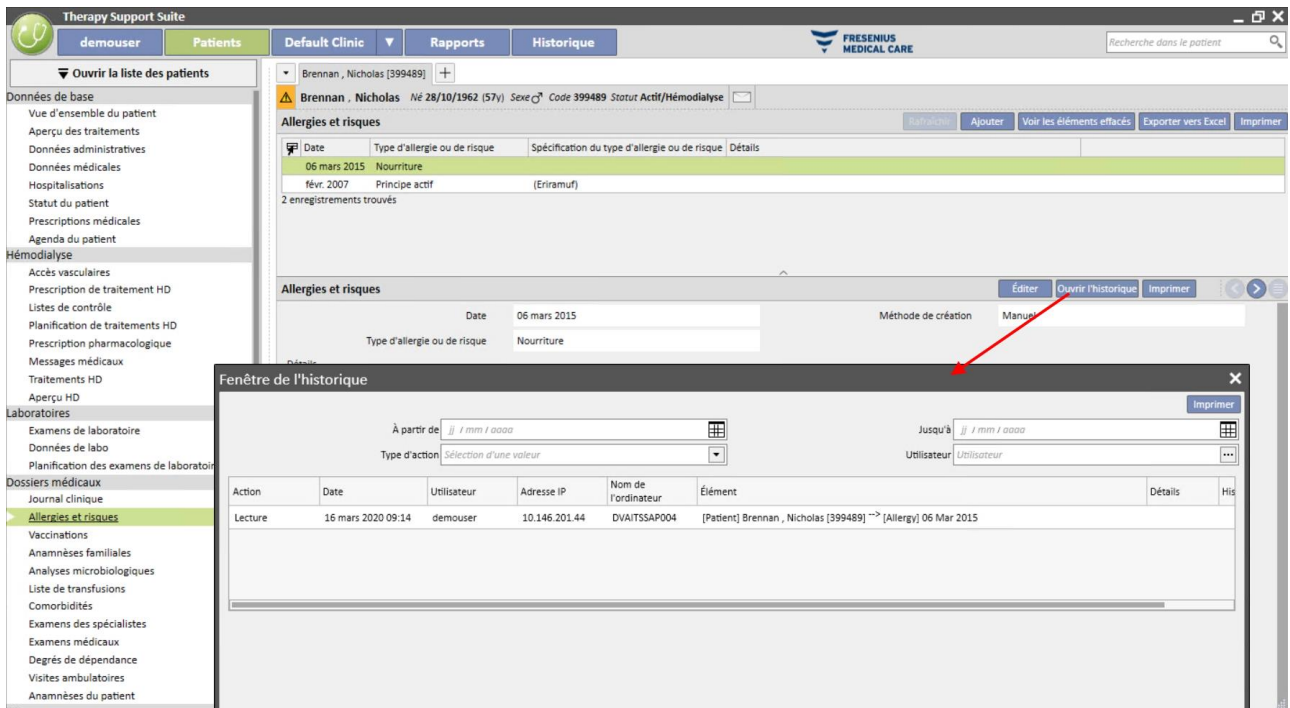 Therapy Support Suite
demouser Patients Default Clinic Rapports Historique FRESENIUS MEDICAL CARE Recherche dans le patient
Ouvrir la liste des patients
Données de base
Vue d'ensemble du patient
Aperçu des traitements
Données administratives
Données médicales
Hospitalisations
Statut du patient
Prescriptions médicales
Agenda du patient
Hémodialyse
Accès vasculaires
Prescription de traitement HD
Listes de contrôle
Planification de traitements HD
Prescription pharmacologique
Messages médicaux
Traitements HD
Aperçu HD
Laboratoires
Examens de laboratoire
Données de labo
Planification des examens de laboratoir
Dossiers médicaux
Journal clinique
Allergies et risques
Vaccinations
Anamnèses familiales
Analyses microbiologiques
Liste de transfusions
Comorbidités
Examens des spécialistes
Examens médicaux
Degrés de dépendance
Visites ambulatoires
Anamnèses du patient
Brennan , Nicholas [399489]
Brennan , Nicholas Né 28/10/1962 (57y) Sexe Code 399489 Statut Actif/Hémodialyse
Allergies et risques Rafraîchir Ajouter Voir les éléments effacés Exporter vers Excel Imprimer
Date Type d'allergie ou de risque Spécification du type d'allergie ou de risque Détails
06 mars 2015 Nourriture
févr. 2007 Principe actif (Eriramuf)
2 enregistrements trouvés
Allergies et risques Éditer Ouvrir l'historique Imprimer
Date 06 mars 2015 Méthode de création Manuel
Type d'allergie ou de risque Nourriture
Détails
Fenêtre de l'historique
Imprimer
À partir de jj / mm / aaaa Jusqu'à jj / mm / aaaa
Type d'action Sélection d'une valeur Utilisateur Utilisateur
Action Date Utilisateur Adresse IP Nom de l'ordinateur Élément Détails His
Lecture 16 mars 2020 09:14 demouser 10.146.201.44 DVAITSSAP004 [Patient] Brennan , Nicholas [399489] --> [Allergy] 06 Mar 2015